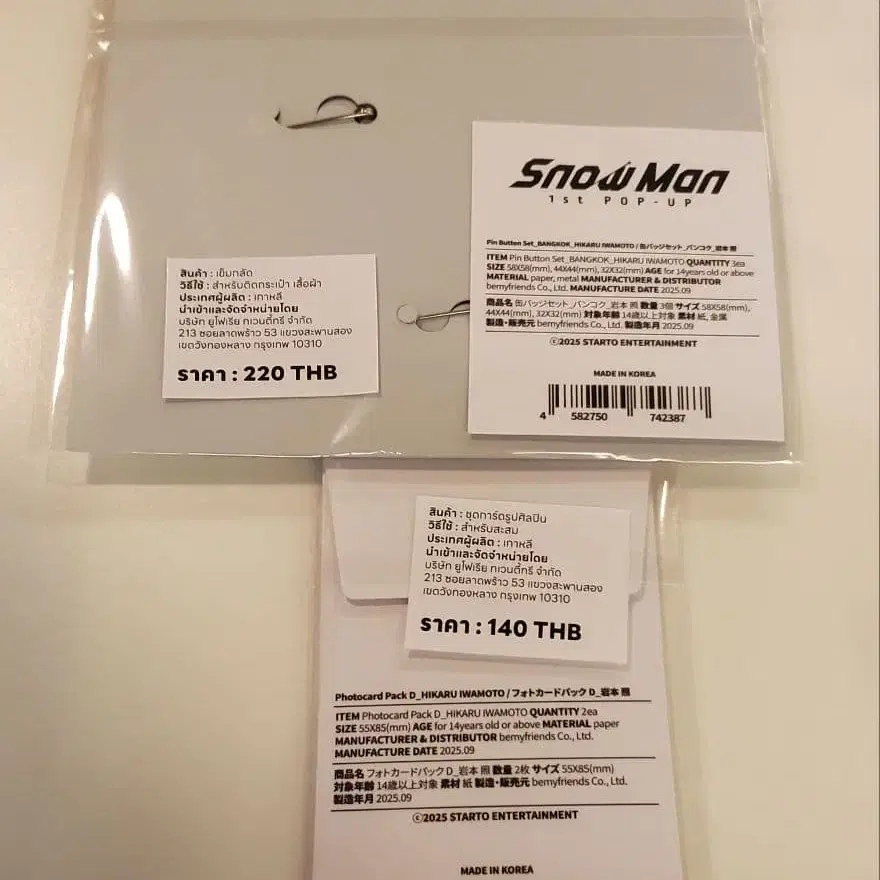 Snow Man
1st POP-UP
Pin Button Set_BANGKOK_HIKARU IWAMOTO / 缶バッジセット_バンコク_岩本 照
ITEM Pin Button Set_BANGKOK_HIKARU IWAMOTO QUANTITY 3ea
SIZE 58X58(mm), 44X44(mm), 32X32(mm) AGE for 14years old or above
MATERIAL paper, metal MANUFACTURER & DISTRIBUTOR
bemyfriends Co., Ltd. MANUFACTURE DATE 2025.09
商品名 缶バッジセット_バンコク_岩本 照 数量 3個 サイズ 58X58(mm),
44X44(mm), 32X32(mm) 対象年齢 14歳以上対象 素材 紙, 金属
製造・販売元 bemyfriends Co., Ltd. 製造年月 2025.09
©2025 STARTO ENTERTAINMENT
MADE IN KOREA
4 582750 742387
สินค้า : เข็มกลัด
วิธีใช้ : สำหรับติดกระเป๋า เสื้อผ้า
ประเทศผู้ผลิต : เกาหลี
นำเข้าและจัดจำหน่ายโดย
บริษัท ยูโฟเรีย ทเวนตี้ทรี จำกัด
213 ซอยลาดพร้าว 53 แขวงสะพานสอง
เขตวังทองหลาง กรุงเทพ 10310
ราคา : 220 THB
สินค้า : ชุดการ์ดรูปศิลปิน
วิธีใช้ : สำหรับสะสม
ประเทศผู้ผลิต : เกาหลี
นำเข้าและจัดจำหน่ายโดย
บริษัท ยูโฟเรีย ทเวนตี้ทรี จำกัด
213 ซอยลาดพร้าว 53 แขวงสะพานสอง
เขตวังทองหลาง กรุงเทพ 10310
ราคา : 140 THB
Photocard Pack D_HIKARU IWAMOTO / フォトカードパック D_岩本 照
ITEM Photocard Pack D_HIKARU IWAMOTO QUANTITY 2ea
SIZE 55X85(mm) AGE for 14years old or above MATERIAL paper
MANUFACTURER & DISTRIBUTOR bemyfriends Co., Ltd.
MANUFACTURE DATE 2025.09
商品名 フォトカードパック D_岩本 照 数量 2枚 サイズ 55X85(mm)
対象年齢 14歳以上対象 素材 紙 製造・販売元 bemyfriends Co., Ltd.
製造年月 2025.09
©2025 STARTO ENTERTAINMENT
MADE IN KOREA